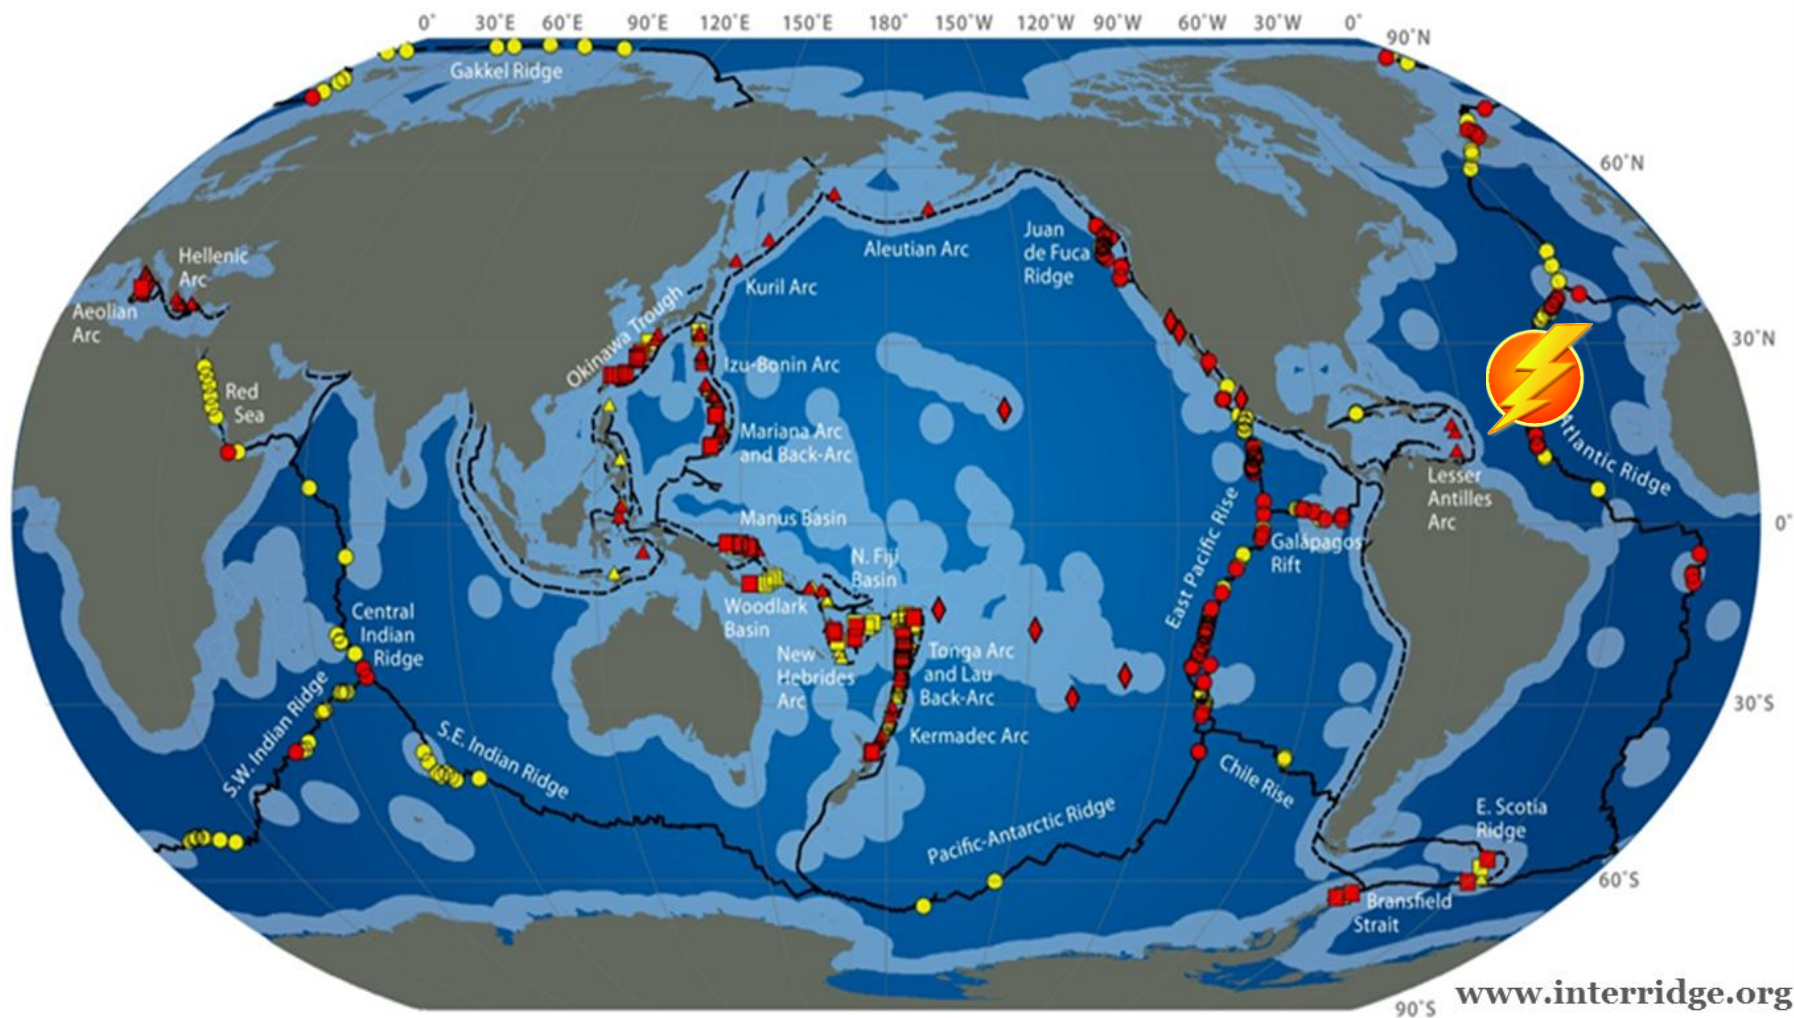 0° 30°E 60°E 90°E 120°E 150°E 180° 150°W 120°W 90°W 60°W 30°W 0°
90°N
Gakkel Ridge
60°N
Hellenic
Arc
Aeolian
Arc
Aleutian Arc
Juan
de Fuca
Ridge
Kuril Arc
Okinawa Trough
30°N
Izu-Bonin Arc
Red
Sea
Mariana Arc
and Back-Arc
Atlantic Ridge
Lesser
Antilles
Arc
Manus Basin
0°
East Pacific Rise
Galápagos
Rift
N. Fiji
Basin
Woodlark
Basin
Central
Indian
Ridge
New
Hebrides
Arc
Tonga Arc
and Lau
Back-Arc
30°S
S.W. Indian Ridge
S.E. Indian Ridge
Kermadec Arc
Chile Rise
Pacific-Antarctic Ridge
E. Scotia
Ridge
60°S
Bransfield
Strait
www.interridge.org
90°S